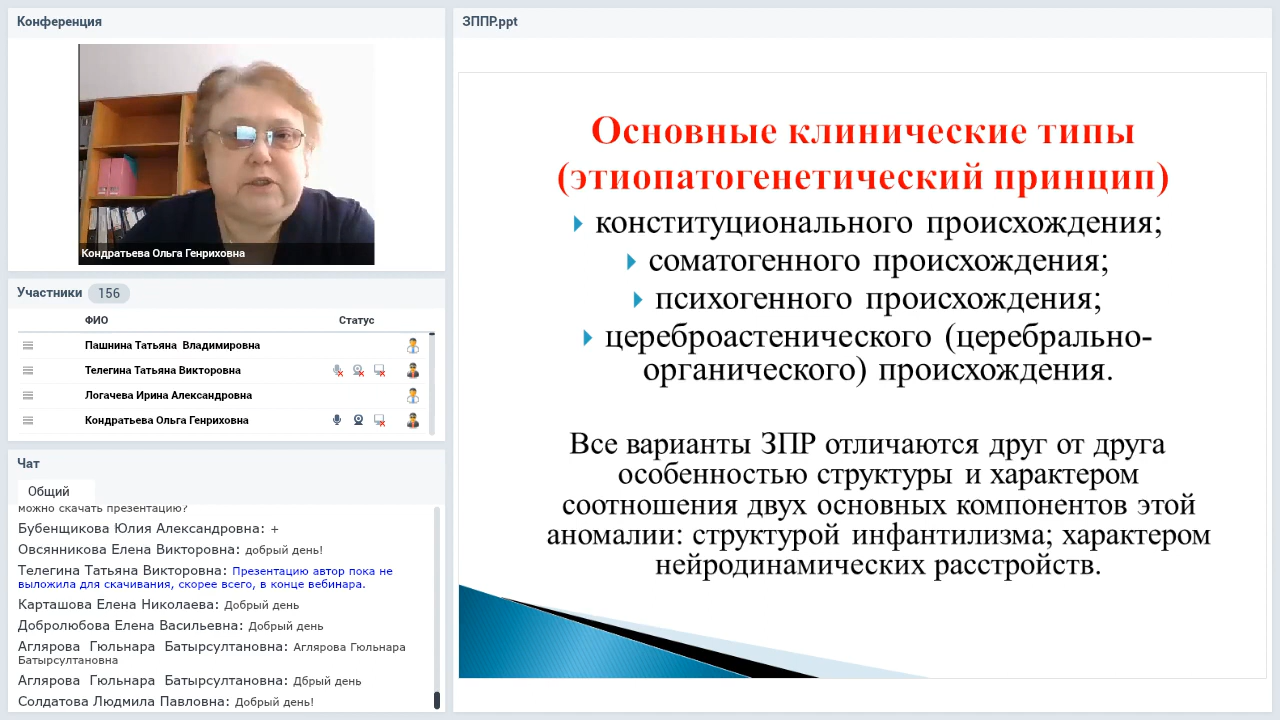 Конференция
Кондратьева Ольга Генриховна
Участники 156
ФИО Статус
Пашнина Татьяна Владимировна
Телегина Татьяна Викторовна
Логачева Ирина Александровна
Кондратьева Ольга Генриховна
Чат
Общий
можно скачать презентацию?
Бубенщикова Юлия Александровна: +
Овсянникова Елена Викторовна: добрый день!
Телегина Татьяна Викторовна: Презентацию автор пока не
выложила для скачивания, скорее всего, в конце вебинара.
Карташова Елена Николаева: Добрый день
Добролюбова Елена Васильевна: Добрый день
Аглярова Гюльнара Батырсултановна: Аглярова Гюльнара
Батырсултановна
Аглярова Гюльнара Батырсултановна: Дбрый день
Солдатова Людмила Павловна: Добрый день!
ЗППР.ppt
Основные клинические типы
(этиопатогенетический принцип)
конституционального происхождения;
соматогенного происхождения;
психогенного происхождения;
цереброастенического (церебрально-
органического) происхождения.
Все варианты ЗПР отличаются друг от друга
особенностью структуры и характером
соотношения двух основных компонентов этой
аномалии: структурой инфантилизма; характером
нейродинамических расстройств.